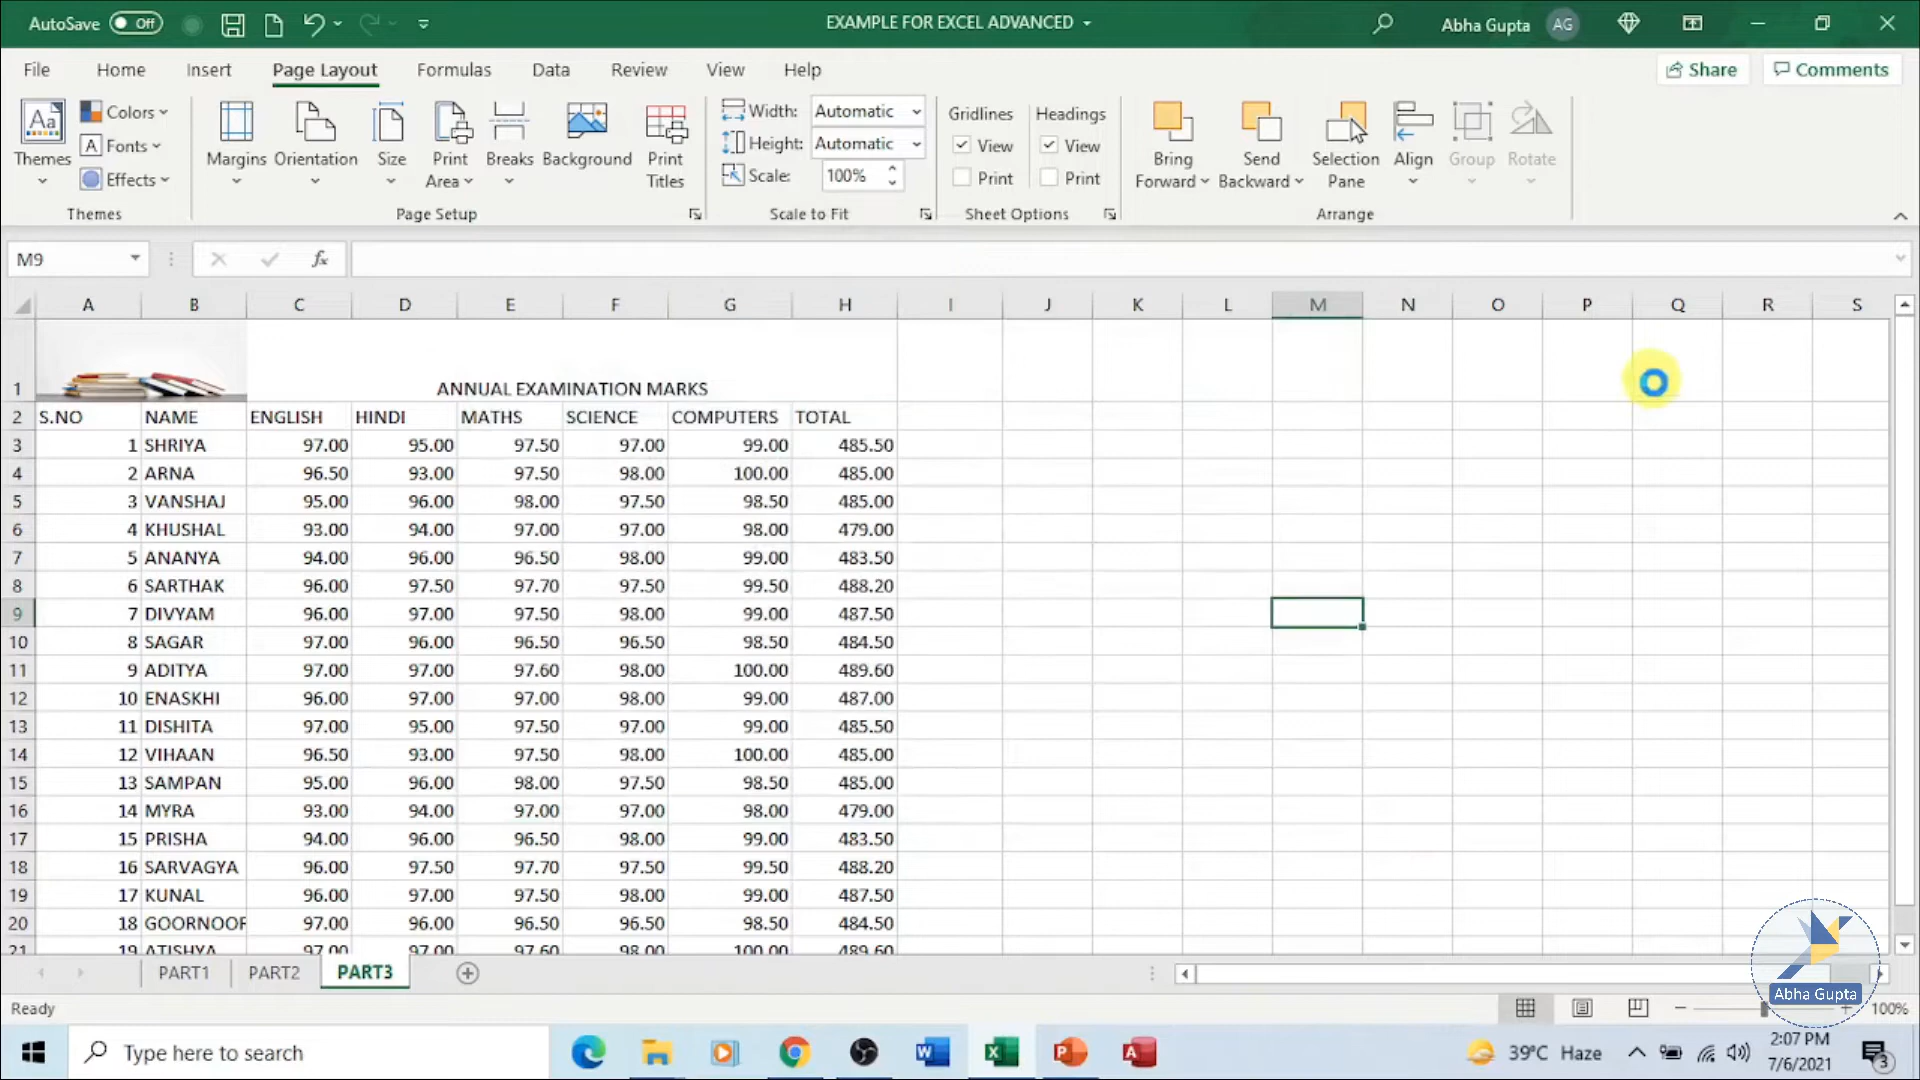 AutoSave Off EXAMPLE FOR EXCEL ADVANCED Abha Gupta AG
File Home Insert Page Layout Formulas Data Review View Help Share Comments
Aa Themes Colors Fonts Effects Themes
Margins Orientation Size Print Area Breaks Background Print Titles Page Setup
Width: Automatic
Height: Automatic
Scale: 100%
Scale to Fit
Gridlines Headings
View View
Print Print
Sheet Options
Bring Forward Send Backward Selection Pane Align Group Rotate
Arrange
M9 fx
A B C D E F G H I J K L M N O P Q R S
1 ANNUAL EXAMINATION MARKS
2 S.NO NAME ENGLISH HINDI MATHS SCIENCE COMPUTERS TOTAL
3 1 SHRIYA 97.00 95.00 97.50 97.00 99.00 485.50
4 2 ARNA 96.50 93.00 97.50 98.00 100.00 485.00
5 3 VANSHAJ 95.00 96.00 98.00 97.50 98.50 485.00
6 4 KHUSHAL 93.00 94.00 97.00 97.00 98.00 479.00
7 5 ANANYA 94.00 96.00 96.50 98.00 99.00 483.50
8 6 SARTHAK 96.00 97.50 97.70 97.50 99.50 488.20
9 7 DIVYAM 96.00 97.00 97.50 98.00 99.00 487.50
10 8 SAGAR 97.00 96.00 96.50 96.50 98.50 484.50
11 9 ADITYA 97.00 97.00 97.60 98.00 100.00 489.60
12 10 ENASKHI 96.00 97.00 97.00 98.00 99.00 487.00
13 11 DISHITA 97.00 95.00 97.50 97.00 99.00 485.50
14 12 VIHAAN 96.50 93.00 97.50 98.00 100.00 485.00
15 13 SAMPAN 95.00 96.00 98.00 97.50 98.50 485.00
16 14 MYRA 93.00 94.00 97.00 97.00 98.00 479.00
17 15 PRISHA 94.00 96.00 96.50 98.00 99.00 483.50
18 16 SARVAGYA 96.00 97.50 97.70 97.50 99.50 488.20
19 17 KUNAL 96.00 97.00 97.50 98.00 99.00 487.50
20 18 GOORNOOR 97.00 96.00 96.50 96.50 98.50 484.50
21 19 ATISHYA 97.00 97.00 97.60 98.00 100.00 489.60
PART1 PART2 PART3
Abha Gupta
Ready 100%
Type here to search 39°C Haze 2:07 PM
7/6/2021 3